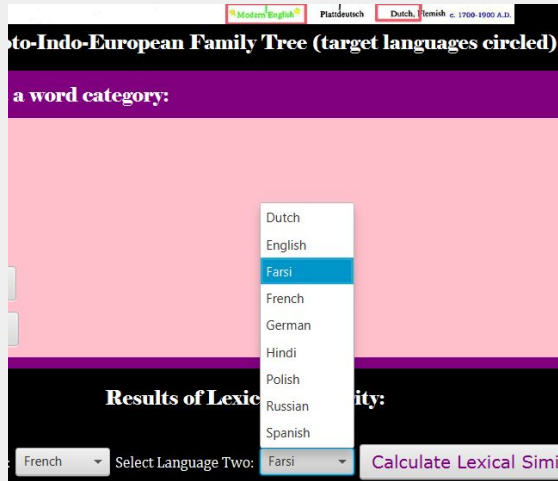 Modern English Plattdeutsch Dutch, Flemish c. 1700-1900 A.D.
oto-Indo-European Family Tree (target languages circled)
a word category:
Dutch
English
Farsi
French
German
Hindi
Polish
Russian
Spanish
Results of Lexic ity:
: French Select Language Two: Farsi Calculate Lexical Simi